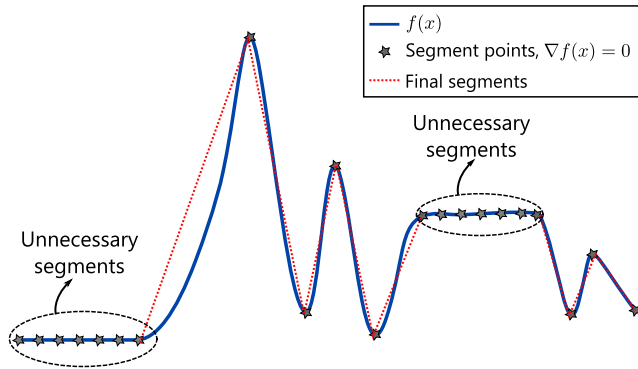 f(x)
Segment points, ∇f(x) = 0
Final segments
Unnecessary
segments
Unnecessary
segments